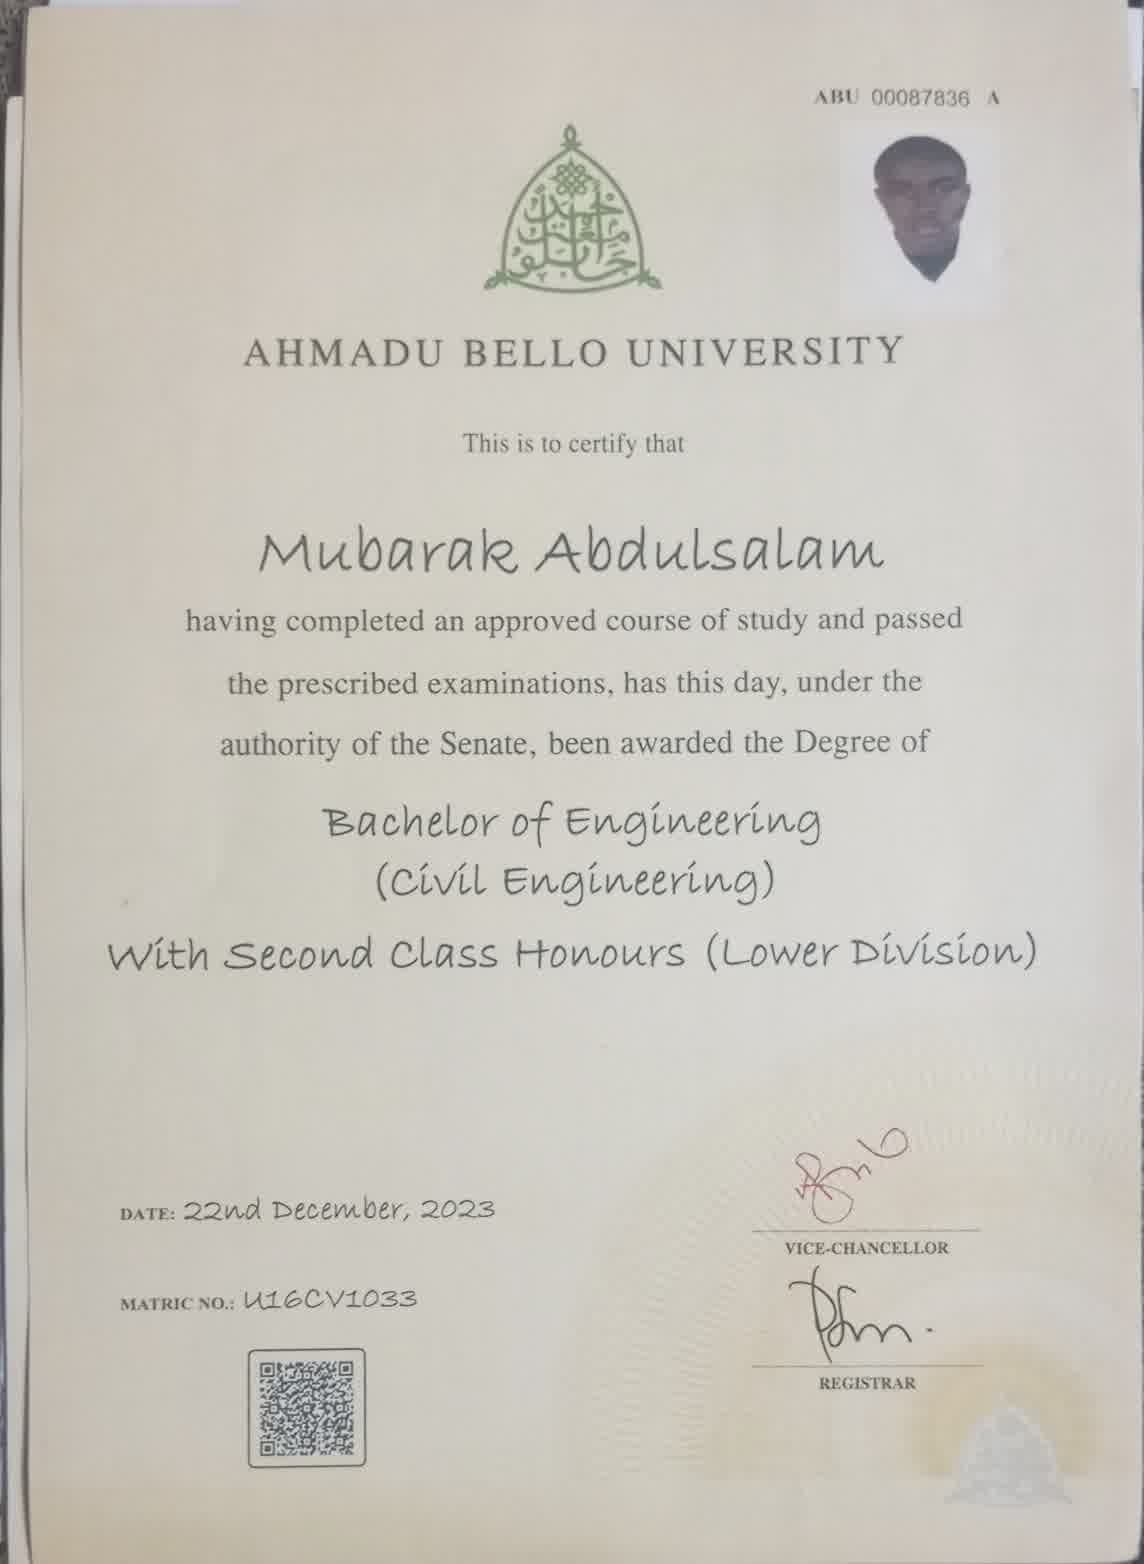 ABU 00087836 A
AHMADU BELLO UNIVERSITY
This is to certify that
Mubarak Abdulsalam
having completed an approved course of study and passed
the prescribed examinations, has this day, under the
authority of the Senate, been awarded the Degree of
Bachelor of Engineering
(Civil Engineering)
With Second Class Honours (Lower Division)
DATE: 22nd December, 2023
VICE-CHANCELLOR
MATRIC NO.: U16CV1033
REGISTRAR